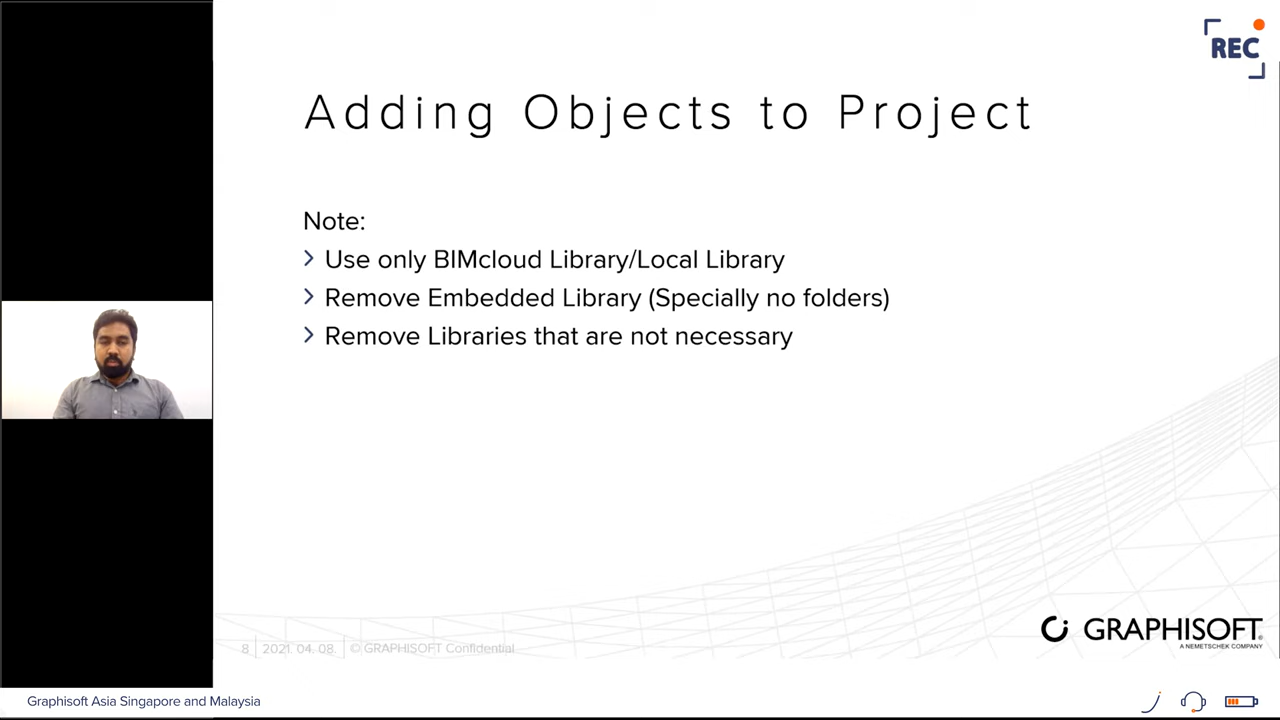 REC
Adding Objects to Project
Note:
Use only BIMcloud Library/Local Library
Remove Embedded Library (Specially no folders)
Remove Libraries that are not necessary
8 2021. 04. 08. © GRAPHISOFT Confidential
GRAPHISOFT®
A NEMETSCHEK COMPANY
Graphisoft Asia Singapore and Malaysia